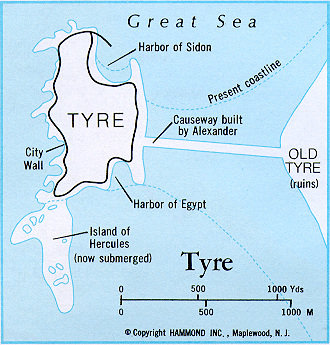 Great Sea
Harbor of Sidon
Present coastline
TYRE
Causeway built
by Alexander
City
Wall
OLD
TYRE
(ruins)
Harbor of Egypt
Island of
Hercules
(now submerged)
Tyre
0 500 1000 Yds
0 500 1000 M
© Copyright HAMMOND INC., Maplewood, N. J.